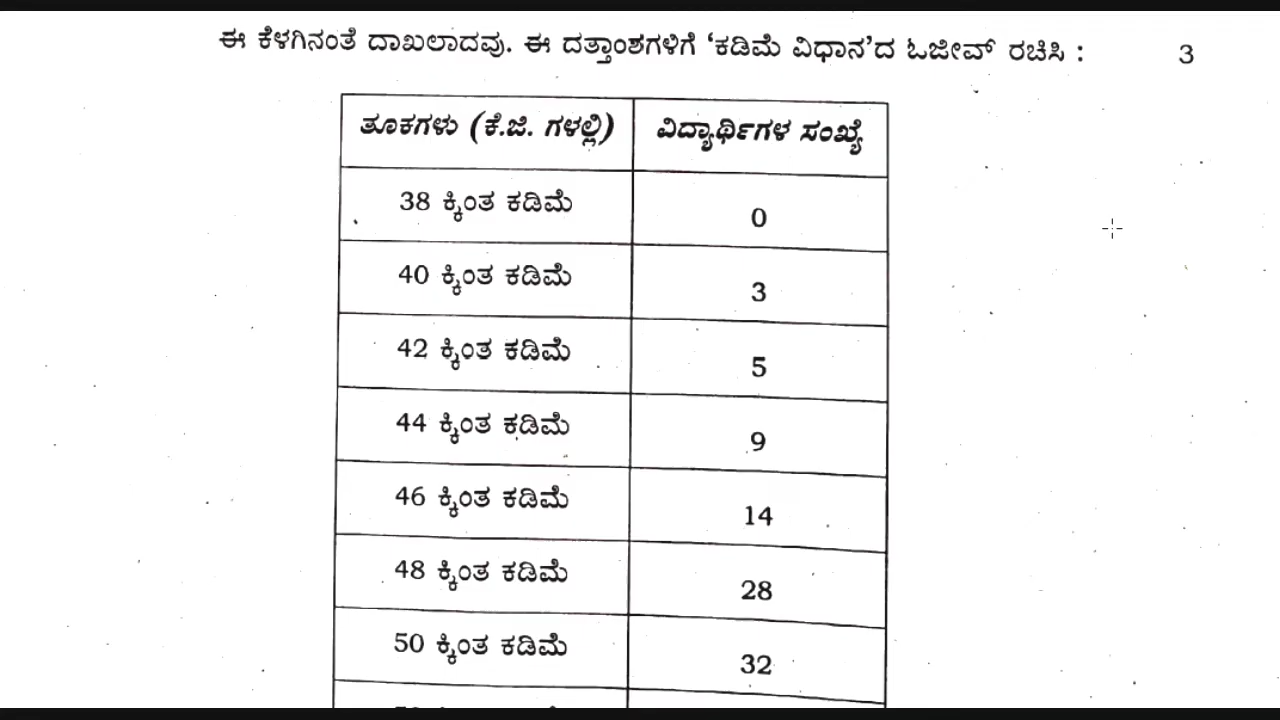 ಈ ಕೆಳಗಿನಂತೆ ದಾಖಲಾದವು. ಈ ದತ್ತಾಂಶಗಳಿಗೆ ‘ಕಡಿಮೆ ವಿಧಾನ’ದ ಓಜೀವ್ ರಚಿಸಿ : 3
ತೂಕಗಳು (ಕೆ.ಜಿ. ಗಳಲ್ಲಿ) ವಿದ್ಯಾರ್ಥಿಗಳ ಸಂಖ್ಯೆ
38 ಕ್ಕಿಂತ ಕಡಿಮೆ 0
40 ಕ್ಕಿಂತ ಕಡಿಮೆ 3
42 ಕ್ಕಿಂತ ಕಡಿಮೆ 5
44 ಕ್ಕಿಂತ ಕಡಿಮೆ 9
46 ಕ್ಕಿಂತ ಕಡಿಮೆ 14
48 ಕ್ಕಿಂತ ಕಡಿಮೆ 28
50 ಕ್ಕಿಂತ ಕಡಿಮೆ 32